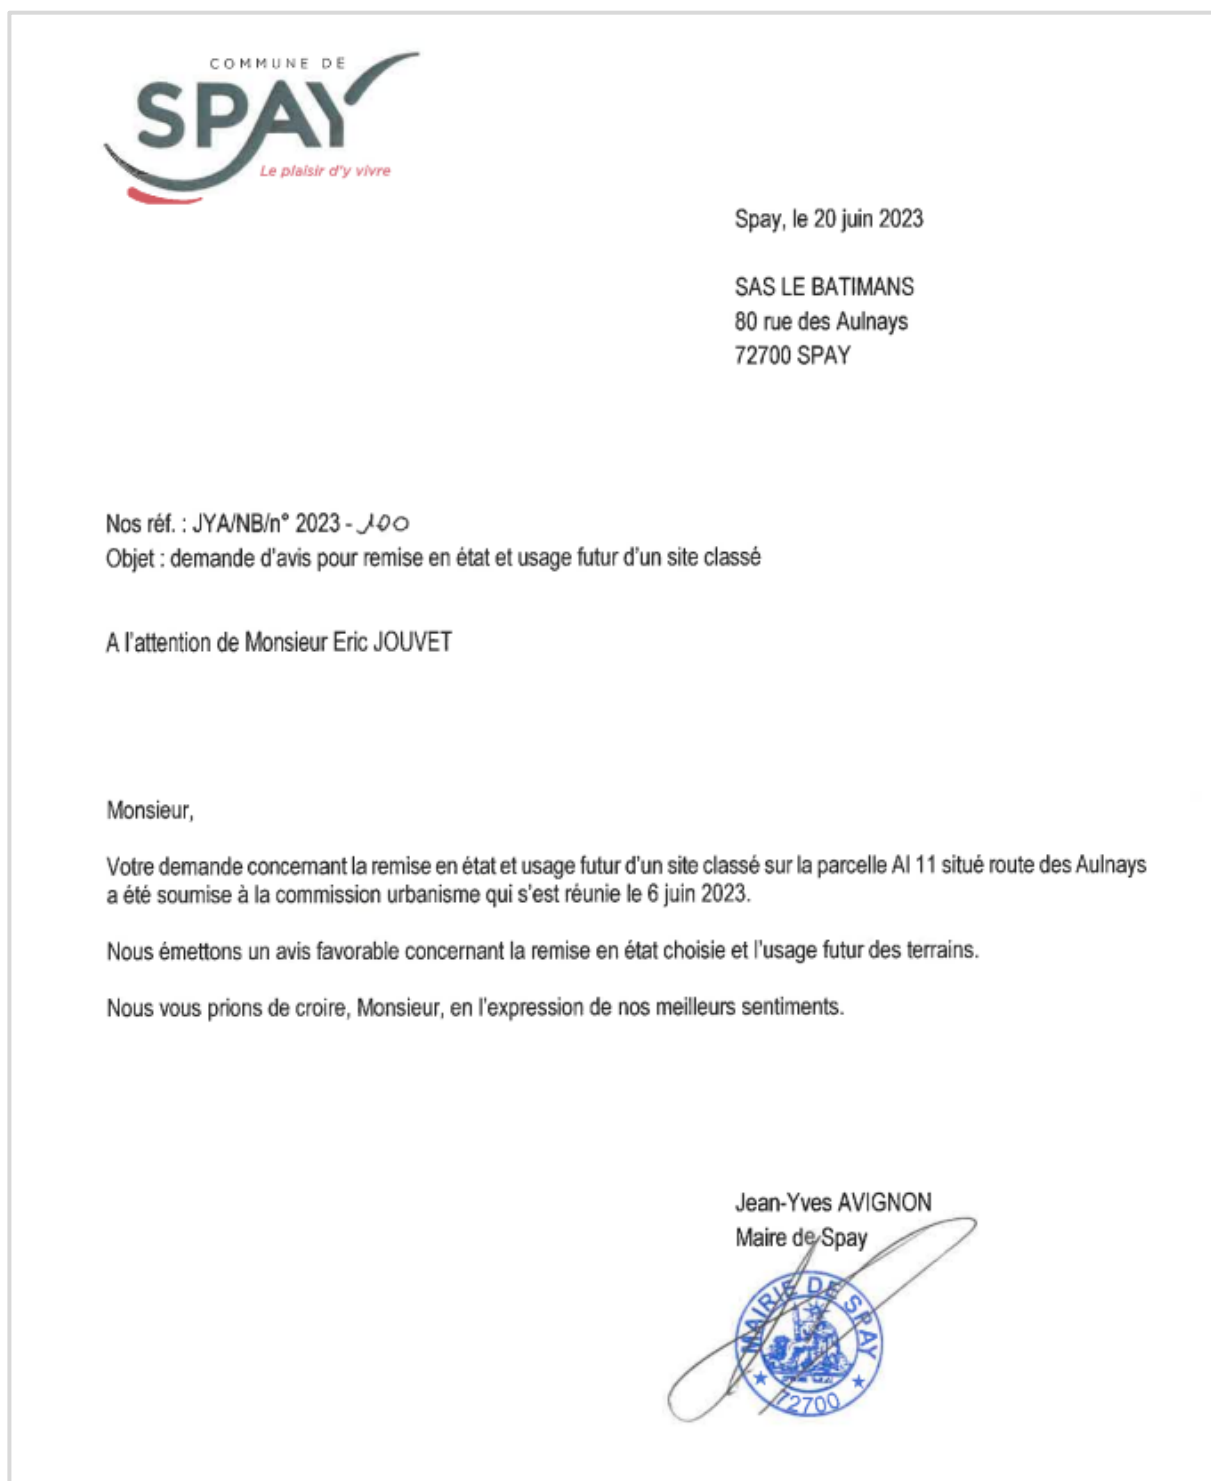 COMMUNE DE
SPAY
Le plaisir d'y vivre
Spay, le 20 juin 2023
SAS LE BATIMANS
80 rue des Aulnays
72700 SPAY
Nos réf. : JYA/NB/n° 2023 - 100
Objet : demande d'avis pour remise en état et usage futur d'un site classé
A l'attention de Monsieur Eric JOUVET
Monsieur,
Votre demande concernant la remise en état et usage futur d'un site classé sur la parcelle AI 11 situé route des Aulnays
a été soumise à la commission urbanisme qui s'est réunie le 6 juin 2023.
Nous émettons un avis favorable concernant la remise en état choisie et l'usage futur des terrains.
Nous vous prions de croire, Monsieur, en l'expression de nos meilleurs sentiments.
Jean-Yves AVIGNON
Maire de Spay
MAIRIE DE SPAY
72700